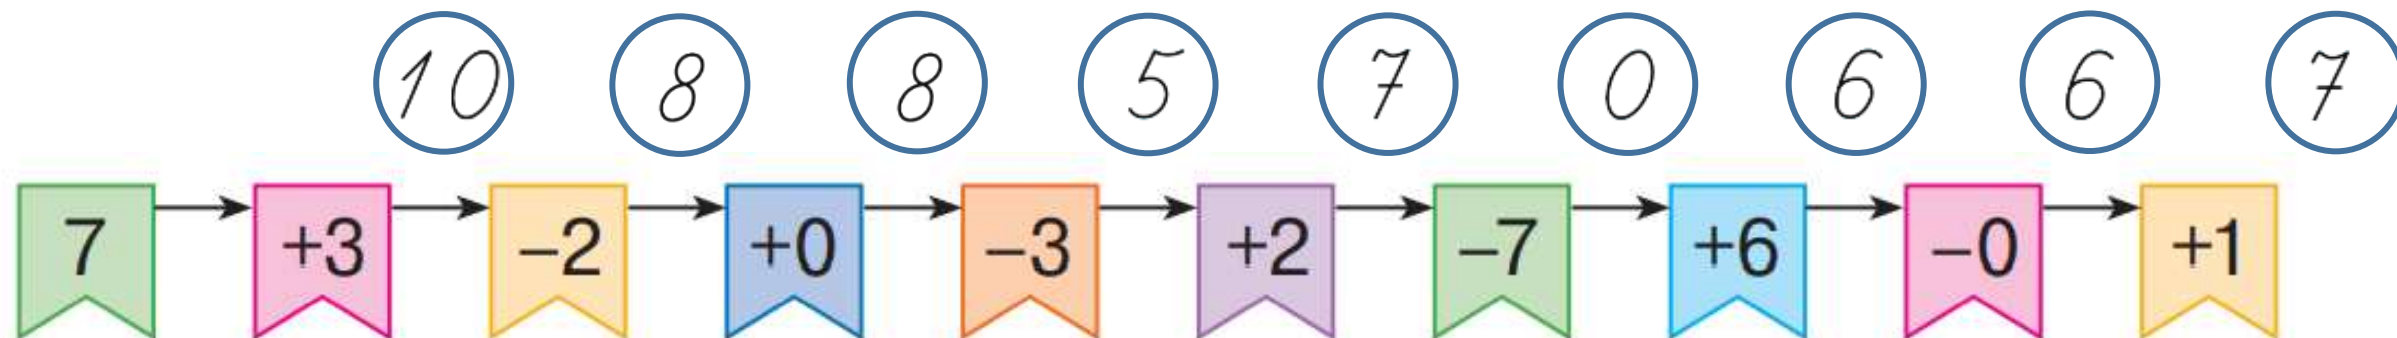 10 8 8 5 7 0 6 6 7
7 +3 −2 +0 −3 +2 −7 +6 −0 +1